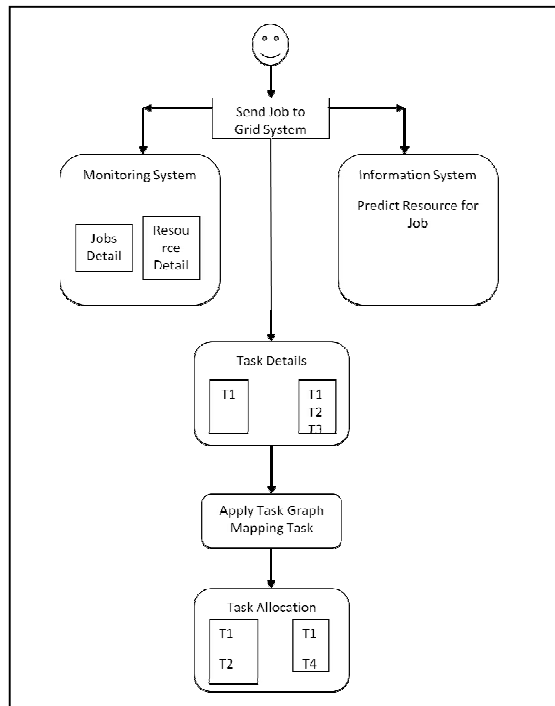 Send Job to
Grid System
Monitoring System
Jobs
Detail
Resou
rce
Detail
Information System
Predict Resource for
Job
Task Details
T1
T1
T2
T3
Apply Task Graph
Mapping Task
Task Allocation
T1
T2
T1
T4